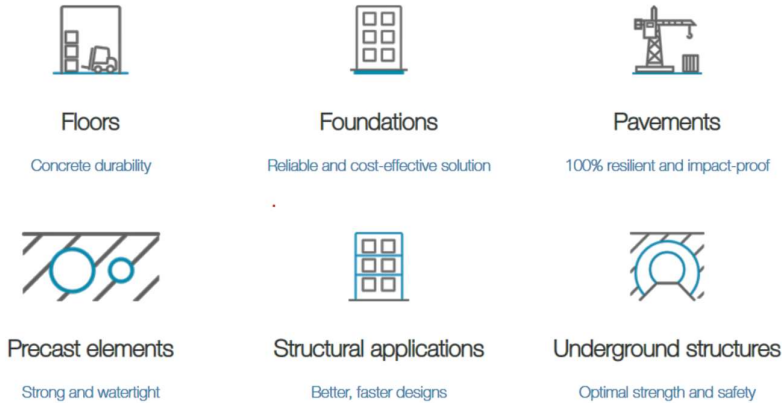 Floors
Foundations
Pavements
Concrete durability
Reliable and cost-effective solution
100% resilient and impact-proof
Precast elements
Structural applications
Underground structures
Strong and watertight
Better, faster designs
Optimal strength and safety